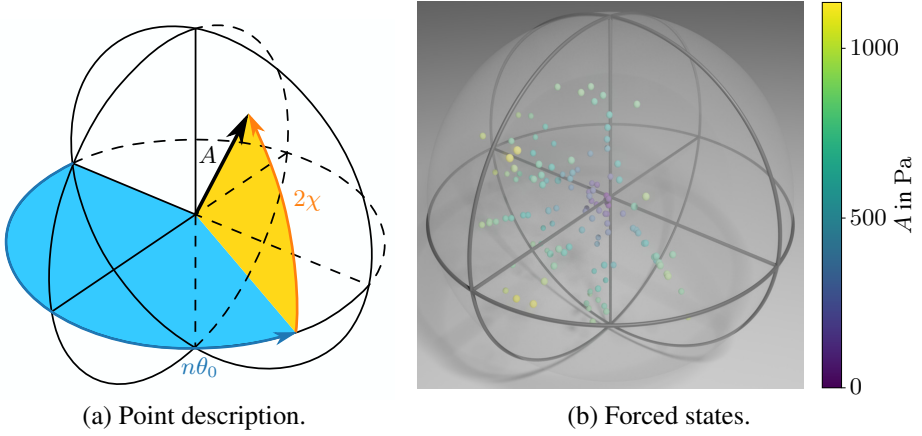 A
2χ
nθ₀
(a) Point description.
1000
500
0
A in Pa
(b) Forced states.